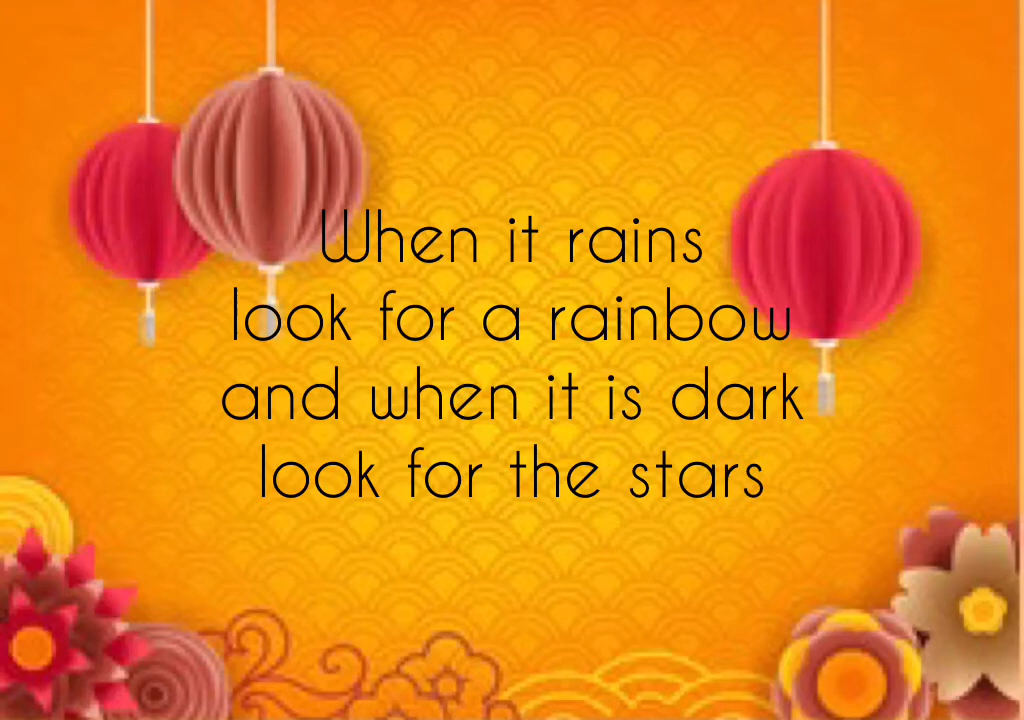 When it rains
look for a rainbow
and when it is dark
look for the stars